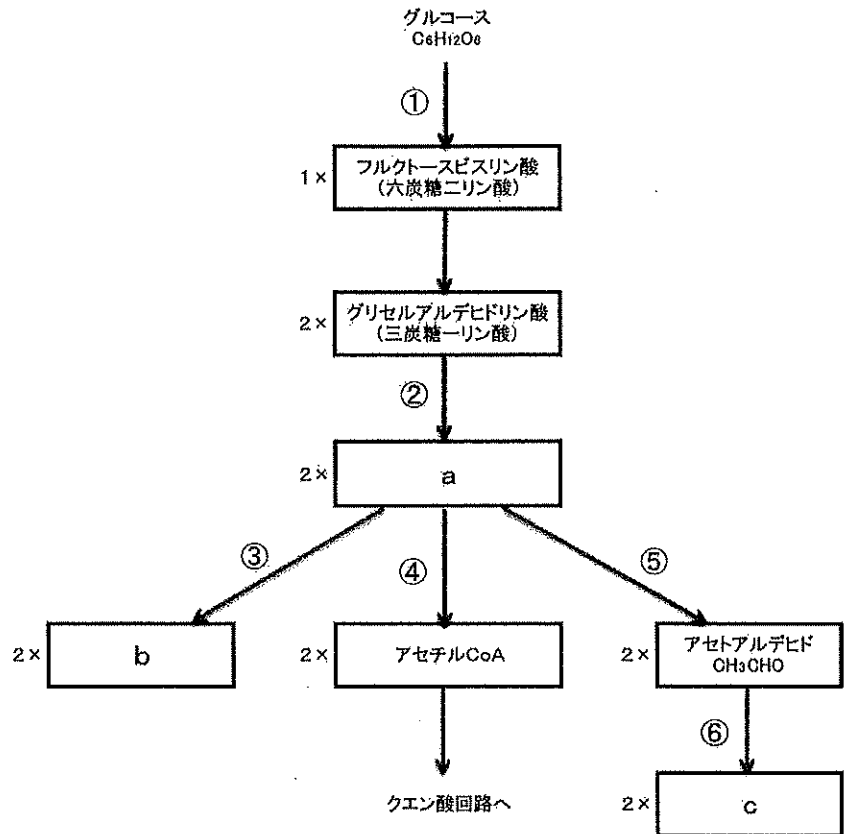 グルコース
C6H12O6
①
1×
フルクトースビスリン酸
(六炭糖二リン酸)
2×
グリセルアルデヒドリン酸
(三炭糖一リン酸)
②
2×
a
③
④
⑤
2×
b
2×
アセチルCoA
2×
アセトアルデヒド
CH3CHO
⑥
クエン酸回路へ
2×
c